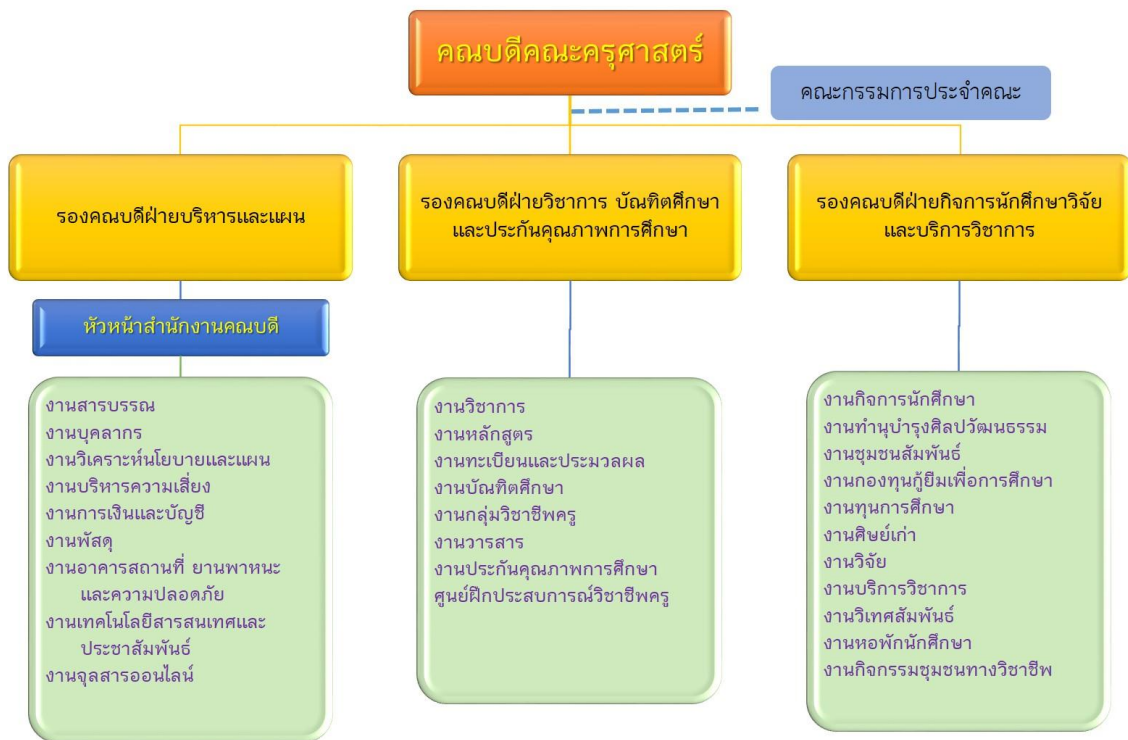 คณบดีคณะครุศาสตร์
คณะกรรมการประจำคณะ
รองคณบดีฝ่ายบริหารและแผน
รองคณบดีฝ่ายวิชาการ บัณฑิตศึกษา
และประกันคุณภาพการศึกษา
รองคณบดีฝ่ายกิจการนักศึกษาวิจัย
และบริการวิชาการ
หัวหน้าสำนักงานคณบดี
งานสารบรรณ
งานบุคลากร
งานวิเคราะห์นโยบายและแผน
งานบริหารความเสี่ยง
งานการเงินและบัญชี
งานพัสดุ
งานอาคารสถานที่ ยานพาหนะ
และความปลอดภัย
งานเทคโนโลยีสารสนเทศและ
ประชาสัมพันธ์
งานจุลสารออนไลน์
งานวิชาการ
งานหลักสูตร
งานทะเบียนและประมวลผล
งานบัณฑิตศึกษา
งานกลุ่มวิชาชีพครู
งานวารสาร
งานประกันคุณภาพการศึกษา
ศูนย์ฝึกประสบการณ์วิชาชีพครู
งานกิจการนักศึกษา
งานทำนุบำรุงศิลปวัฒนธรรม
งานชุมชนสัมพันธ์
งานกองทุนกู้ยืมเพื่อการศึกษา
งานทุนการศึกษา
งานศิษย์เก่า
งานวิจัย
งานบริการวิชาการ
งานวิเทศสัมพันธ์
งานหอพักนักศึกษา
งานกิจกรรมชุมชนทางวิชาชีพ